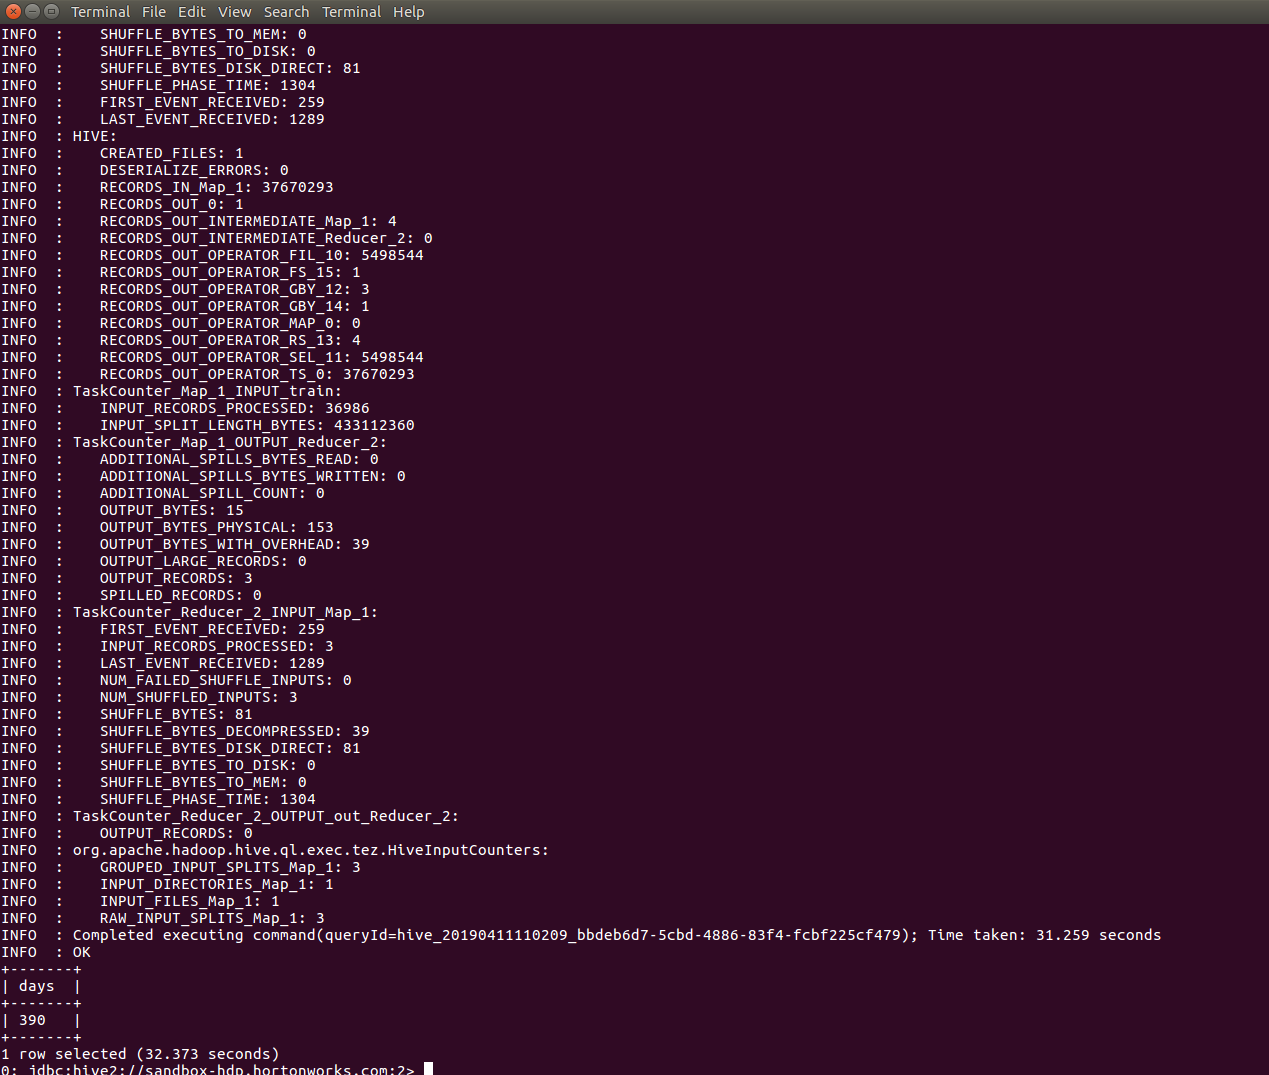 Terminal File Edit View Search Terminal Help
INFO  :     SHUFFLE_BYTES_TO_MEM: 0
INFO  :     SHUFFLE_BYTES_TO_DISK: 0
INFO  :     SHUFFLE_BYTES_DISK_DIRECT: 81
INFO  :     SHUFFLE_PHASE_TIME: 1304
INFO  :     FIRST_EVENT_RECEIVED: 259
INFO  :     LAST_EVENT_RECEIVED: 1289
INFO  : HIVE:
INFO  :     CREATED_FILES: 1
INFO  :     DESERIALIZE_ERRORS: 0
INFO  :     RECORDS_IN_Map_1: 37670293
INFO  :     RECORDS_OUT_0: 1
INFO  :     RECORDS_OUT_INTERMEDIATE_Map_1: 4
INFO  :     RECORDS_OUT_INTERMEDIATE_Reducer_2: 0
INFO  :     RECORDS_OUT_OPERATOR_FIL_10: 5498544
INFO  :     RECORDS_OUT_OPERATOR_FS_15: 1
INFO  :     RECORDS_OUT_OPERATOR_GBY_12: 3
INFO  :     RECORDS_OUT_OPERATOR_GBY_14: 1
INFO  :     RECORDS_OUT_OPERATOR_MAP_0: 0
INFO  :     RECORDS_OUT_OPERATOR_RS_13: 4
INFO  :     RECORDS_OUT_OPERATOR_SEL_11: 5498544
INFO  :     RECORDS_OUT_OPERATOR_TS_0: 37670293
INFO  : TaskCounter_Map_1_INPUT_train:
INFO  :     INPUT_RECORDS_PROCESSED: 36986
INFO  :     INPUT_SPLIT_LENGTH_BYTES: 433112360
INFO  : TaskCounter_Map_1_OUTPUT_Reducer_2:
INFO  :     ADDITIONAL_SPILLS_BYTES_READ: 0
INFO  :     ADDITIONAL_SPILLS_BYTES_WRITTEN: 0
INFO  :     ADDITIONAL_SPILL_COUNT: 0
INFO  :     OUTPUT_BYTES: 15
INFO  :     OUTPUT_BYTES_PHYSICAL: 153
INFO  :     OUTPUT_BYTES_WITH_OVERHEAD: 39
INFO  :     OUTPUT_LARGE_RECORDS: 0
INFO  :     OUTPUT_RECORDS: 3
INFO  :     SPILLED_RECORDS: 0
INFO  : TaskCounter_Reducer_2_INPUT_Map_1:
INFO  :     FIRST_EVENT_RECEIVED: 259
INFO  :     INPUT_RECORDS_PROCESSED: 3
INFO  :     LAST_EVENT_RECEIVED: 1289
INFO  :     NUM_FAILED_SHUFFLE_INPUTS: 0
INFO  :     NUM_SHUFFLED_INPUTS: 3
INFO  :     SHUFFLE_BYTES: 81
INFO  :     SHUFFLE_BYTES_DECOMPRESSED: 39
INFO  :     SHUFFLE_BYTES_DISK_DIRECT: 81
INFO  :     SHUFFLE_BYTES_TO_DISK: 0
INFO  :     SHUFFLE_BYTES_TO_MEM: 0
INFO  :     SHUFFLE_PHASE_TIME: 1304
INFO  : TaskCounter_Reducer_2_OUTPUT_out_Reducer_2:
INFO  :     OUTPUT_RECORDS: 0
INFO  : org.apache.hadoop.hive.ql.exec.tez.HiveInputCounters:
INFO  :     GROUPED_INPUT_SPLITS_Map_1: 3
INFO  :     INPUT_DIRECTORIES_Map_1: 1
INFO  :     INPUT_FILES_Map_1: 1
INFO  :     RAW_INPUT_SPLITS_Map_1: 3
INFO  : Completed executing command(queryId=hive_20190411110209_bbdeb6d7-5cbd-4886-83f4-fcbf225cf479); Time taken: 31.259 seconds
INFO  : OK
+-------+
| days  |
+-------+
| 390   |
+-------+
1 row selected (32.373 seconds)
0: jdbc:hive2://sandbox-hdp.hortonworks.com:2>